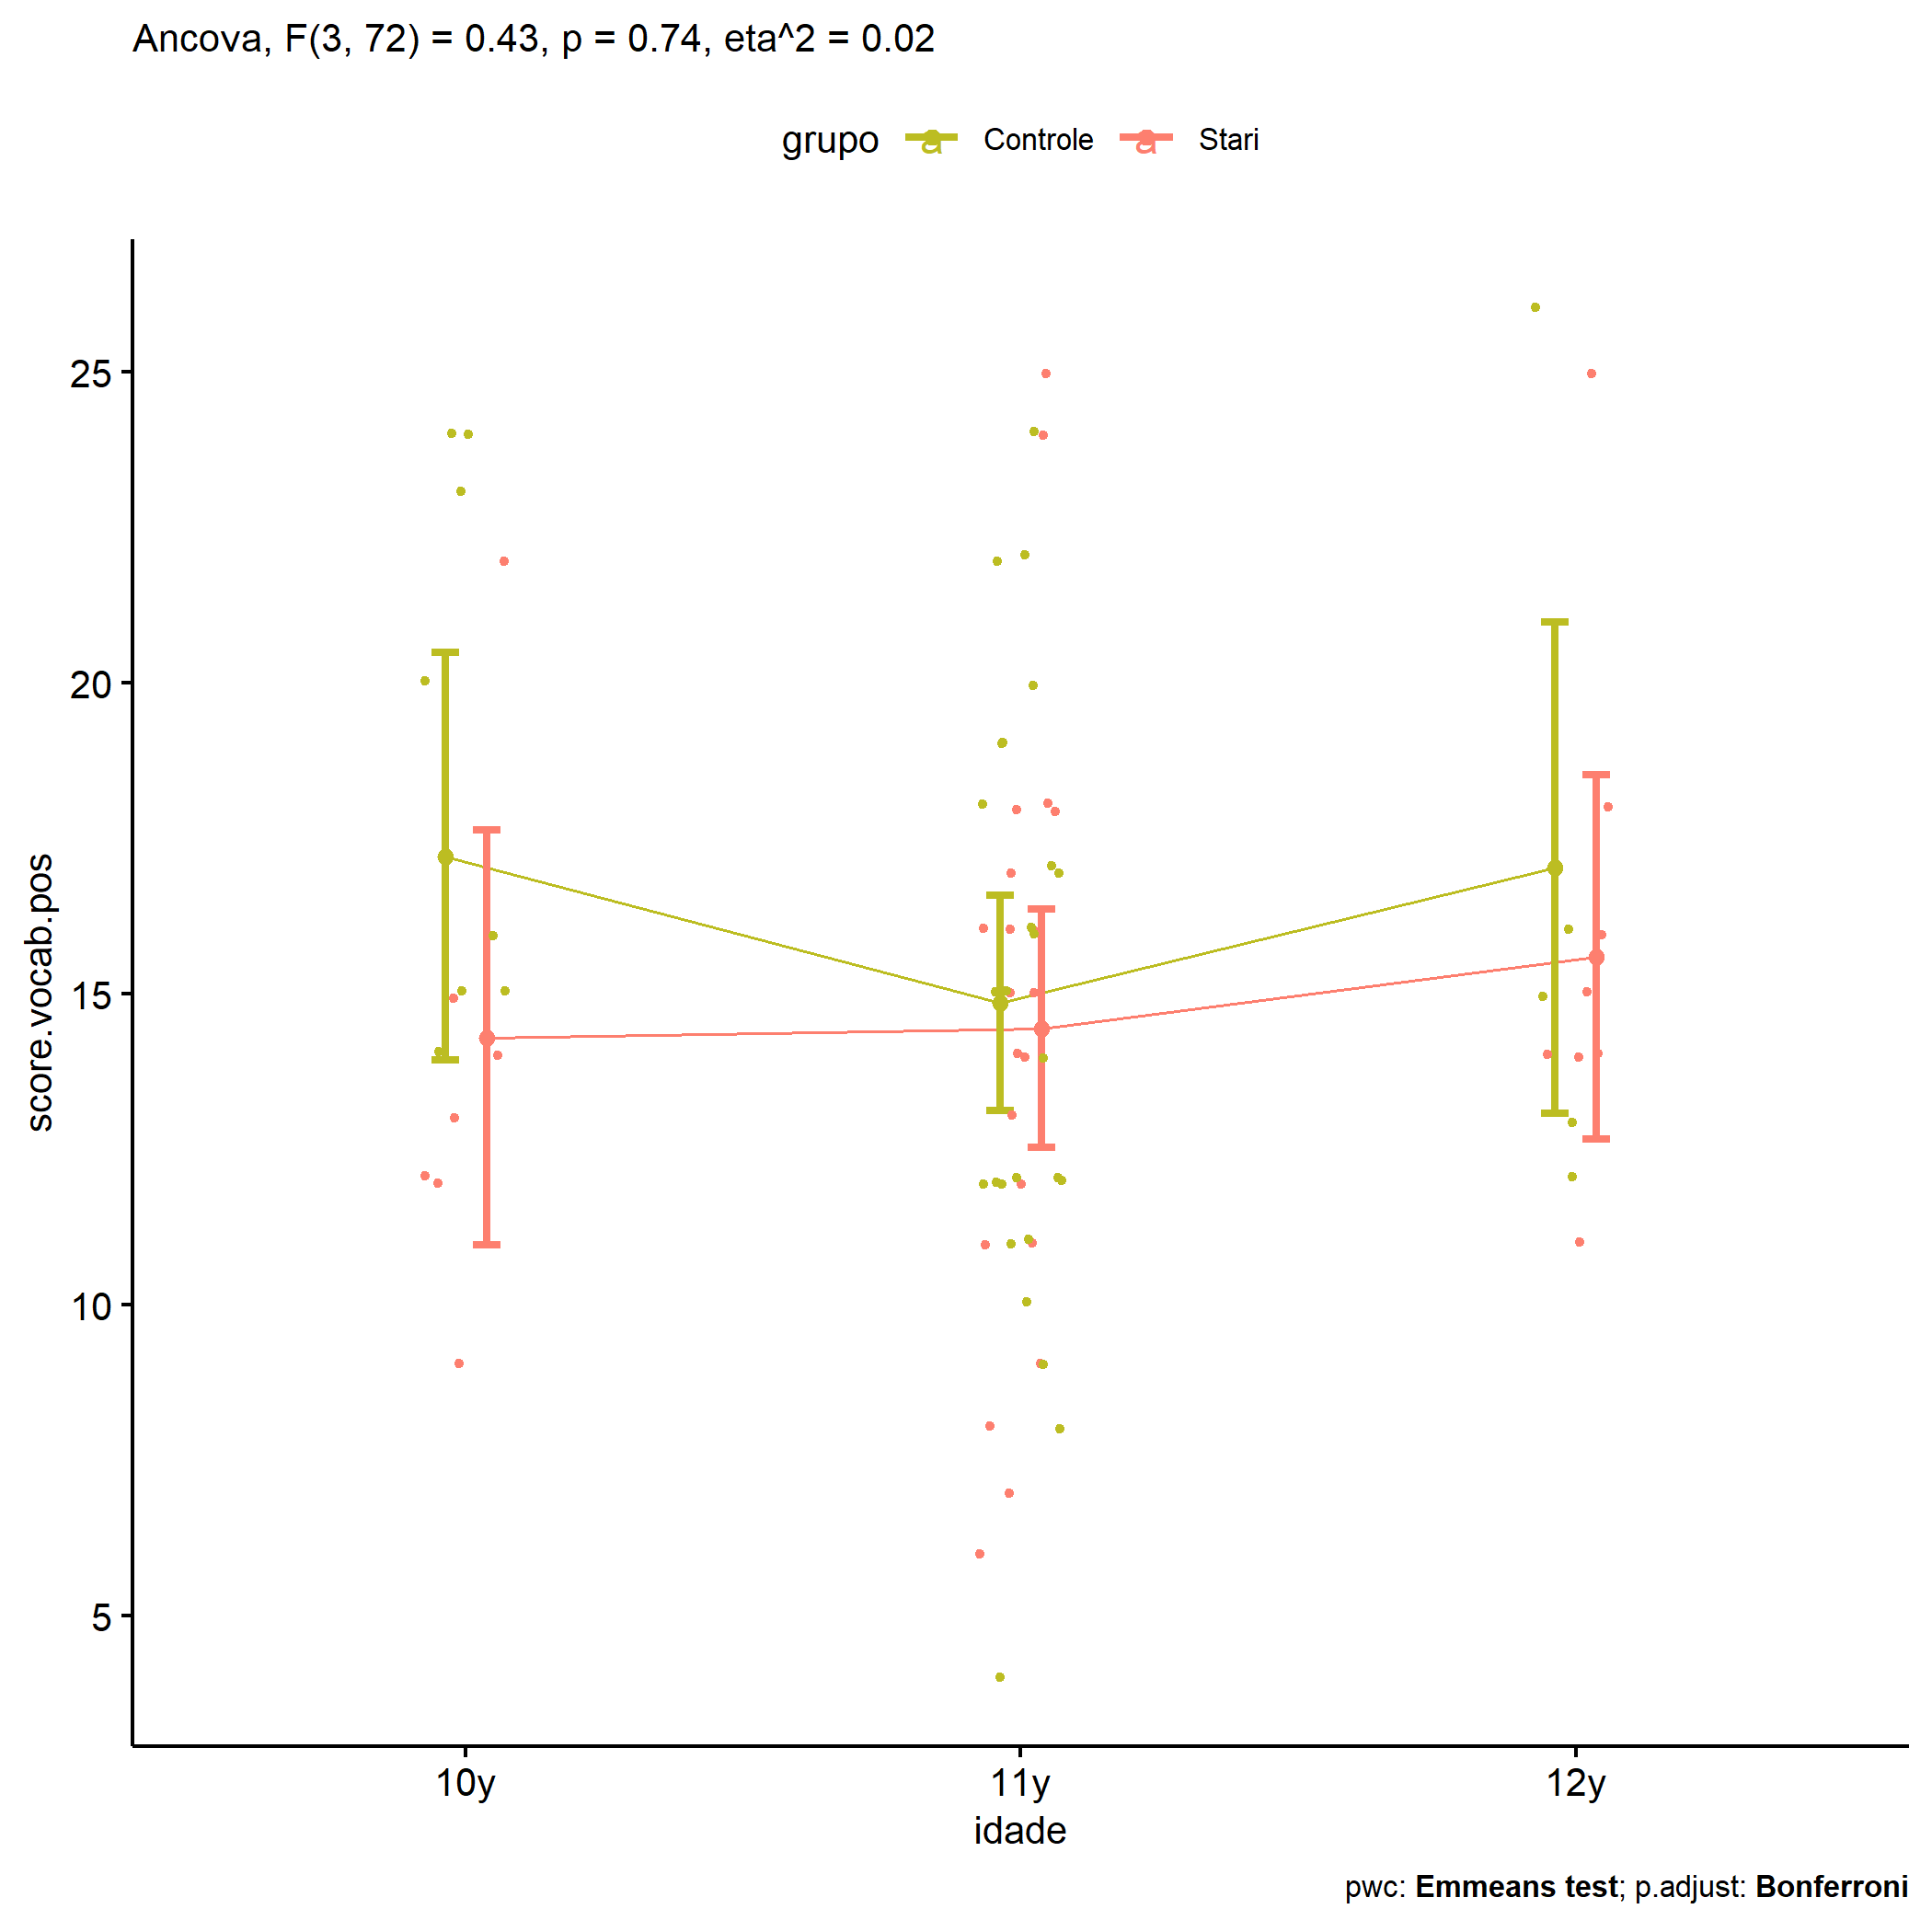 Ancova, F(3, 72) = 0.43, p = 0.74, eta^2 = 0.02
grupo a Controle a Stari
25
20
15
10
5
score.vocab.pos
10y 11y 12y
idade
pwc: Emmeans test; p.adjust: Bonferroni